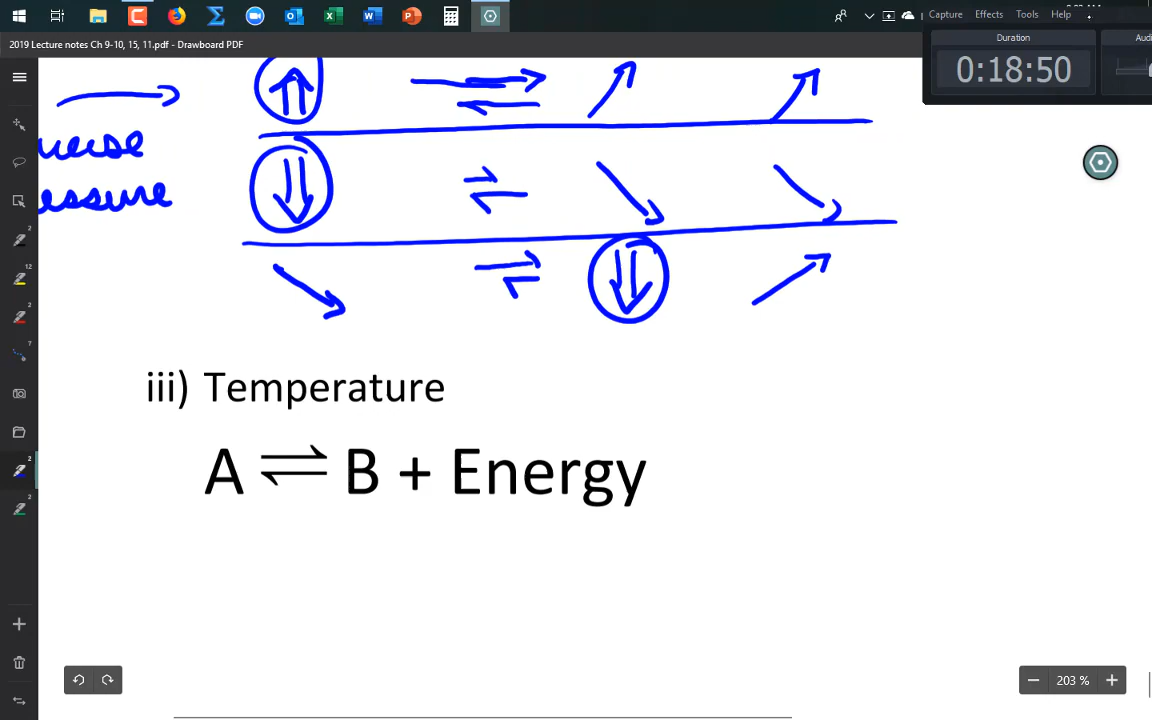 Capture Effects Tools Help
2019 Lecture notes Ch 9-10, 15, 11.pdf - Drawboard PDF
Duration
0:18:50
iii) Temperature
A ⇌ B + Energy
203 %